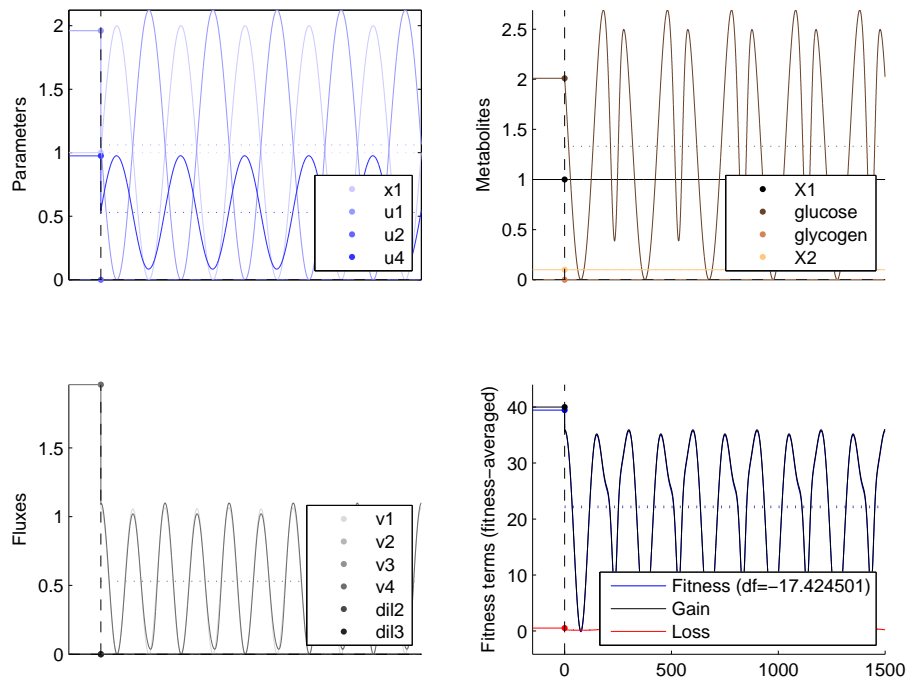 Parameters
2
1.5
1
0.5
0
x1
u1
u2
u4
Metabolites
2.5
2
1.5
1
0.5
0
X1
glucose
glycogen
X2
Fluxes
1.5
1
0.5
0
v1
v2
v3
v4
dil2
dil3
Fitness terms (fitness−averaged)
40
30
20
10
0
Fitness (df=−17.424501)
Gain
Loss
0
500
1000
1500